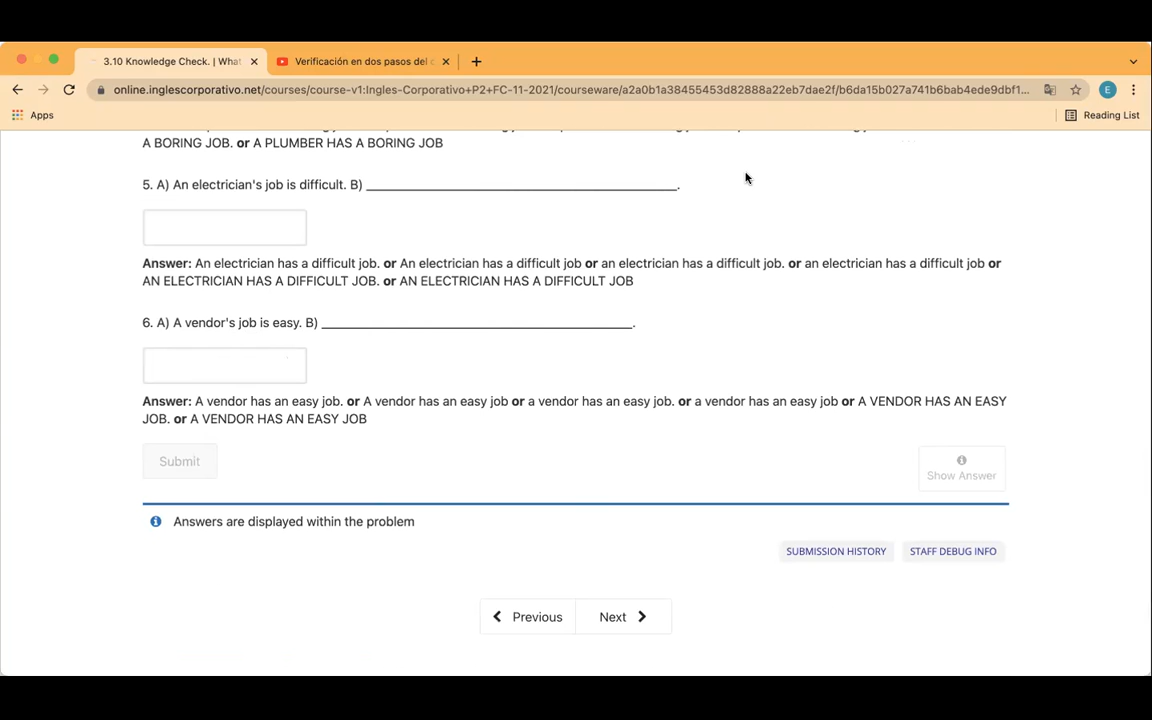 3.10 Knowledge Check. | What
Verificación en dos pasos del c
online.inglescorporativo.net/courses/course-v1:Ingles-Corporativo+P2+FC-11-2021/courseware/a2a0b1a38455453d82888a22eb7dae2f/b6da15b027a741b6bab4ede9dbf1...
E
Apps
Reading List
A BORING JOB. or A PLUMBER HAS A BORING JOB
5. A) An electrician's job is difficult. B) ______________________________________.
Answer: An electrician has a difficult job. or An electrician has a difficult job or an electrician has a difficult job. or an electrician has a difficult job or
AN ELECTRICIAN HAS A DIFFICULT JOB. or AN ELECTRICIAN HAS A DIFFICULT JOB
6. A) A vendor's job is easy. B) ______________________________________.
Answer: A vendor has an easy job. or A vendor has an easy job or a vendor has an easy job. or a vendor has an easy job or A VENDOR HAS AN EASY
JOB. or A VENDOR HAS AN EASY JOB
Submit
Show Answer
Answers are displayed within the problem
SUBMISSION HISTORY
STAFF DEBUG INFO
Previous
Next